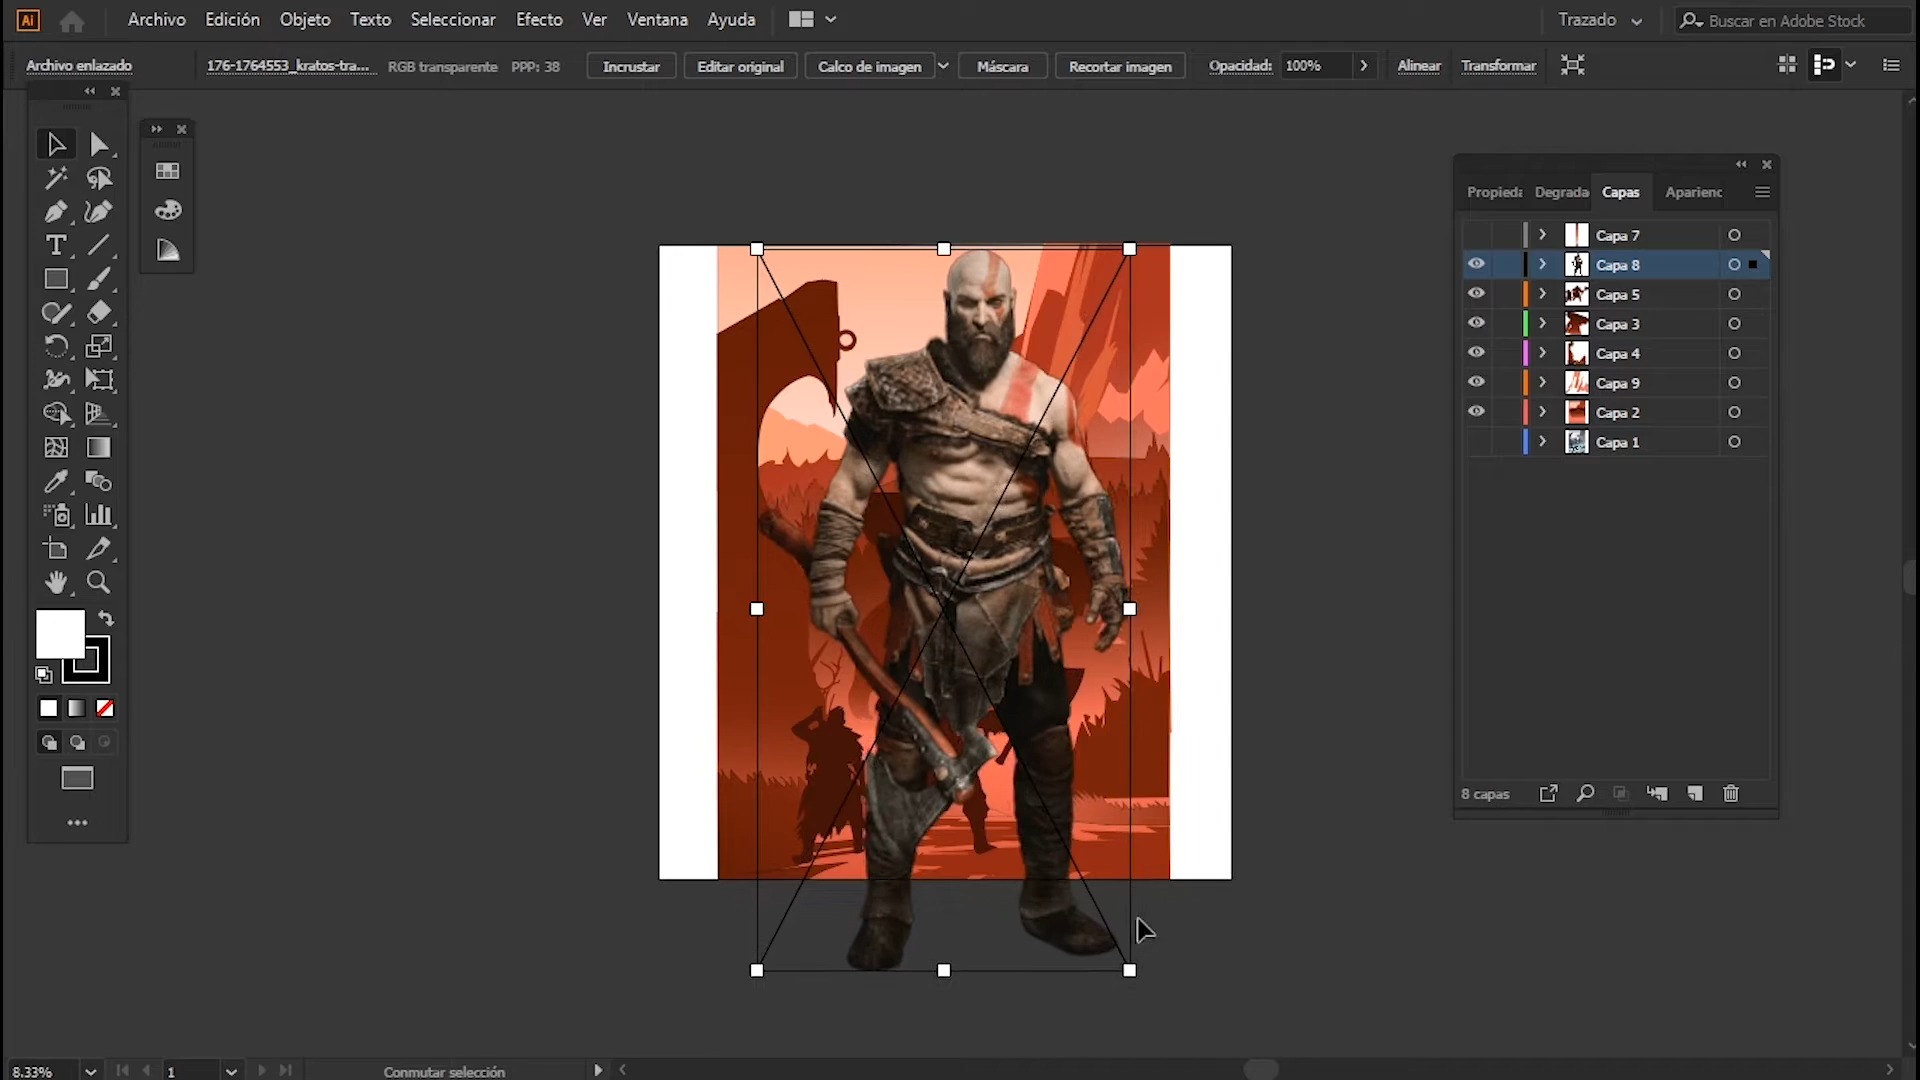 Ai Archivo Edición Objeto Texto Seleccionar Efecto Ver Ventana Ayuda Trazado Buscar en Adobe Stock
Archivo enlazado 176-1764553_kratos-tra... RGB transparente PPP: 38 Incrustar Editar original Calco de imagen Máscara Recortar imagen Opacidad: 100% Alinear Transformar
Propieda Degrada Capas Aparienc
Capa 7
Capa 8
Capa 5
Capa 3
Capa 4
Capa 9
Capa 2
Capa 1
8 capas
8.33% 1 Conmutar selección